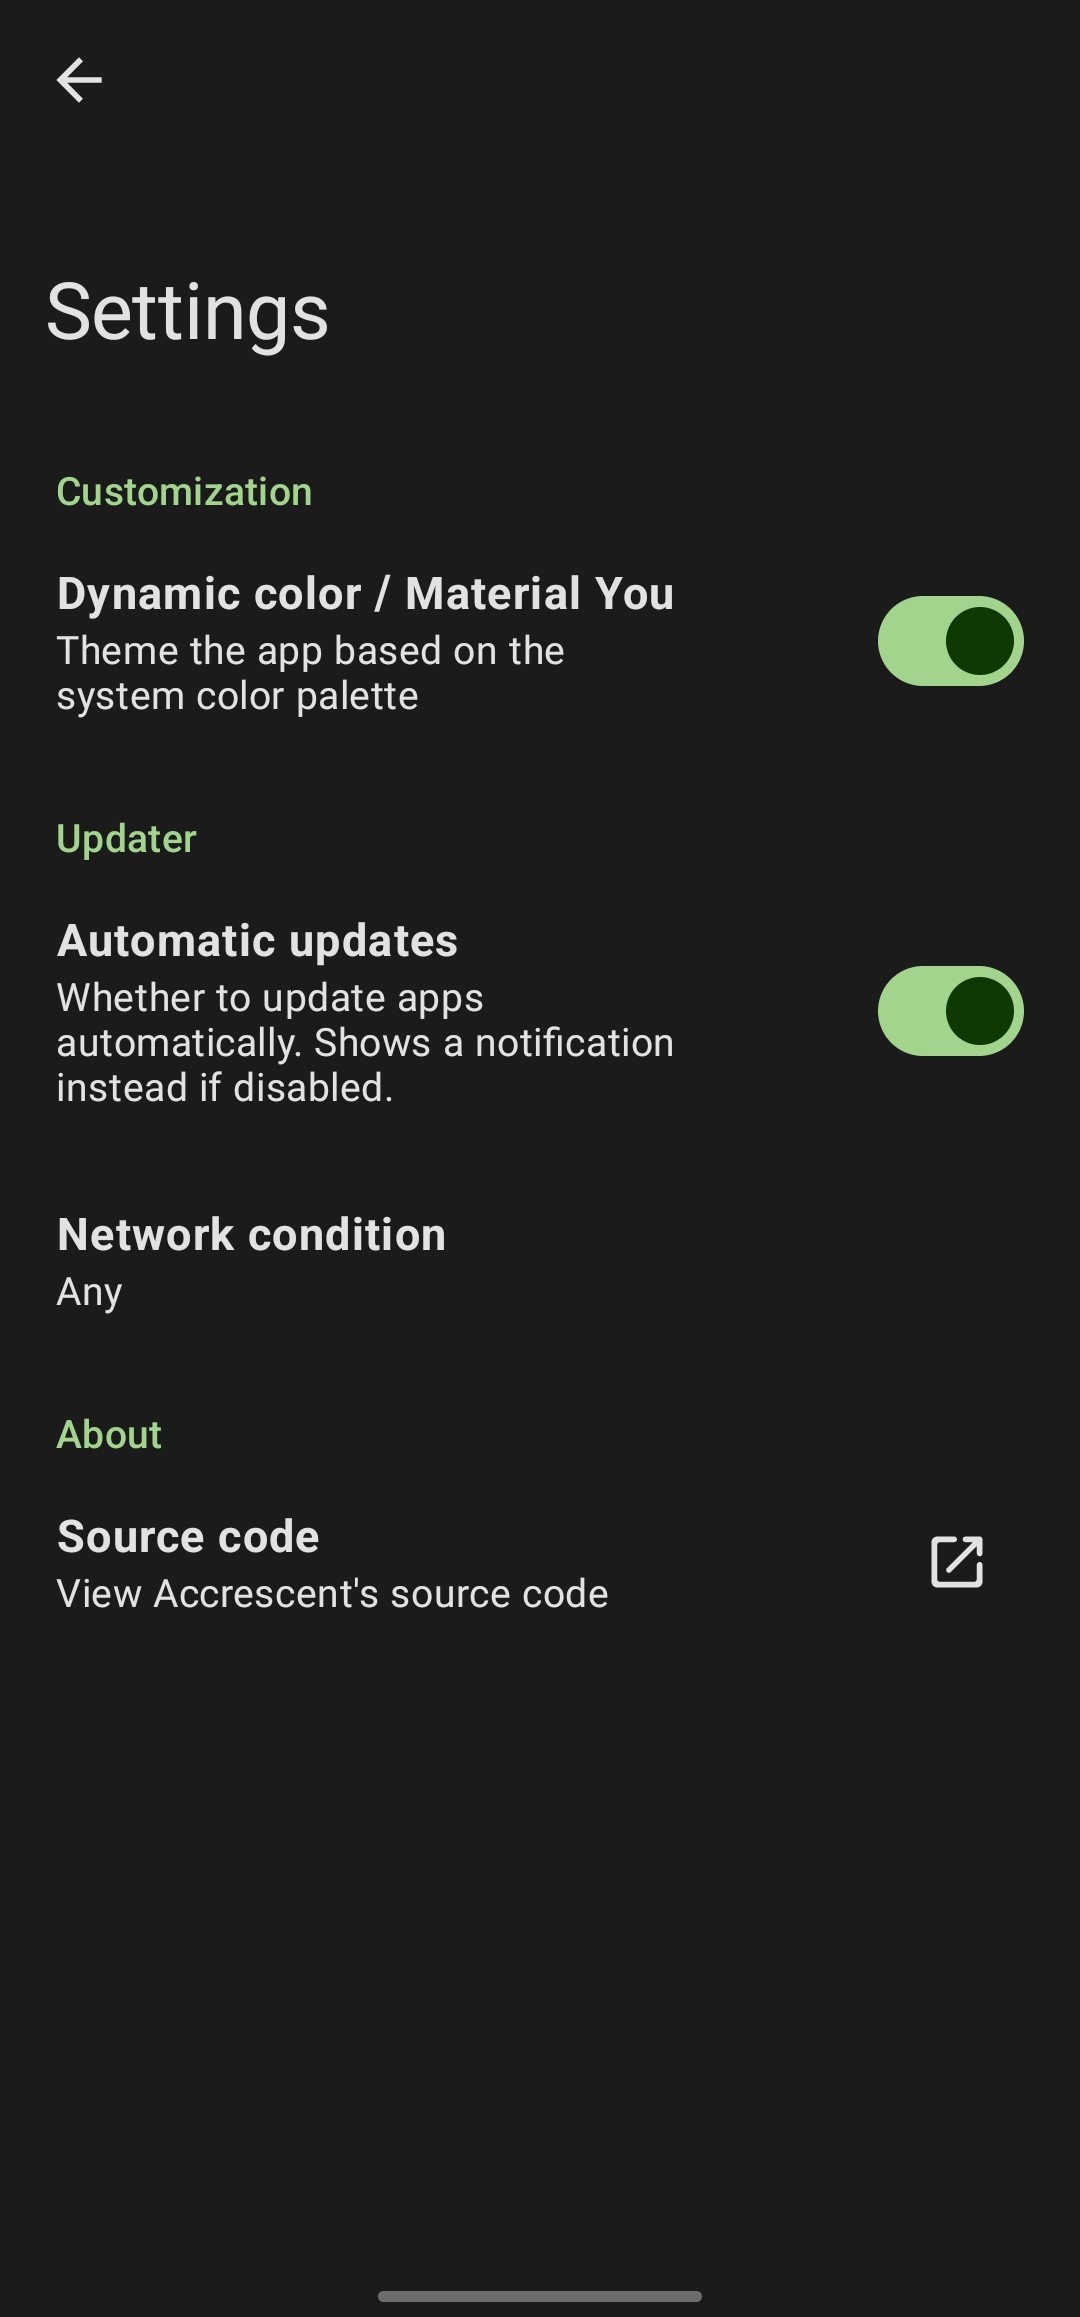 Settings
Customization
Dynamic color / Material You
Theme the app based on the
system color palette
Updater
Automatic updates
Whether to update apps
automatically. Shows a notification
instead if disabled.
Network condition
Any
About
Source code
View Accrescent's source code